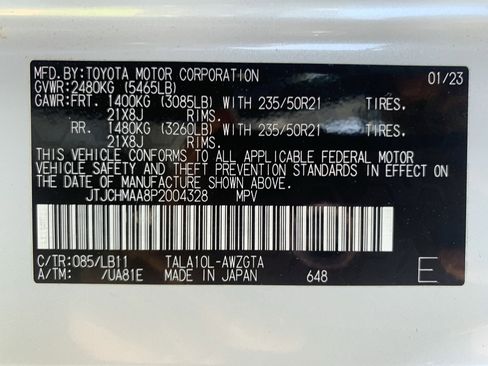 MFD.BY:TOYOTA MOTOR CORPORATION 01/23
GVWR:2480KG (5465LB)
GAWR:FRT. 1400KG (3085LB) WITH 235/50R21 TIRES.
21X8J RIMS.
RR. 1480KG (3260LB) WITH 235/50R21 TIRES.
21X8J RIMS.
THIS VEHICLE CONFORMS TO ALL APPLICABLE FEDERAL MOTOR
VEHICLE SAFETY AND THEFT PREVENTION STANDARDS IN EFFECT ON
THE DATE OF MANUFACTURE SHOWN ABOVE.
JTJCHMAA8P2004328 MPV
C/TR:085/LB11 TALA10L-AWZGTA
A/TM: /UA81E MADE IN JAPAN 648 E